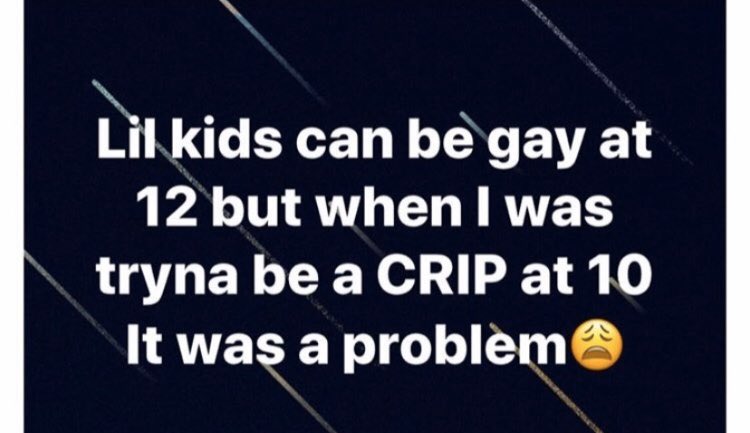 Lil kids can be gay at
12 but when I was
tryna be a CRIP at 10
It was a problem😩